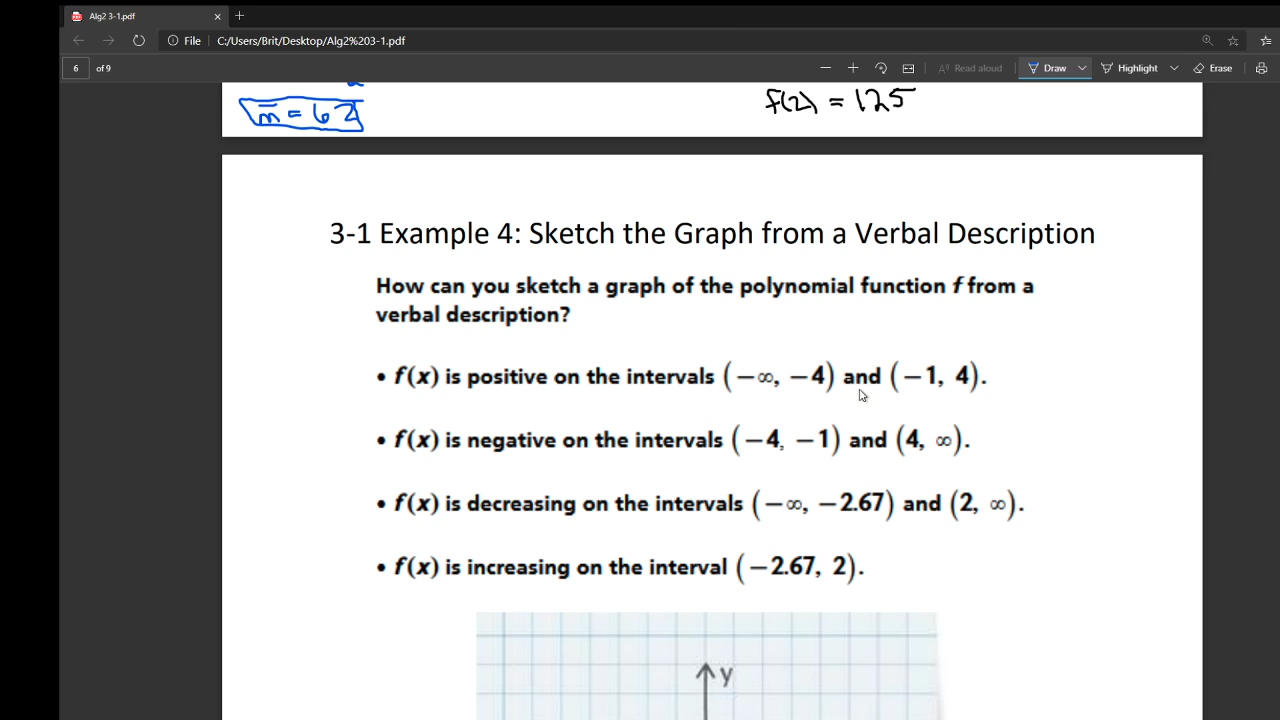 Alg2 3-1.pdf
File C:/Users/Brit/Desktop/Alg2%203-1.pdf
6 of 9 Read aloud Draw Highlight Erase
m = 62
f(2) = 125
3-1 Example 4: Sketch the Graph from a Verbal Description
How can you sketch a graph of the polynomial function f from a
verbal description?
• f(x) is positive on the intervals (−∞, −4) and (−1, 4).
• f(x) is negative on the intervals (−4, −1) and (4, ∞).
• f(x) is decreasing on the intervals (−∞, −2.67) and (2, ∞).
• f(x) is increasing on the interval (−2.67, 2).
y